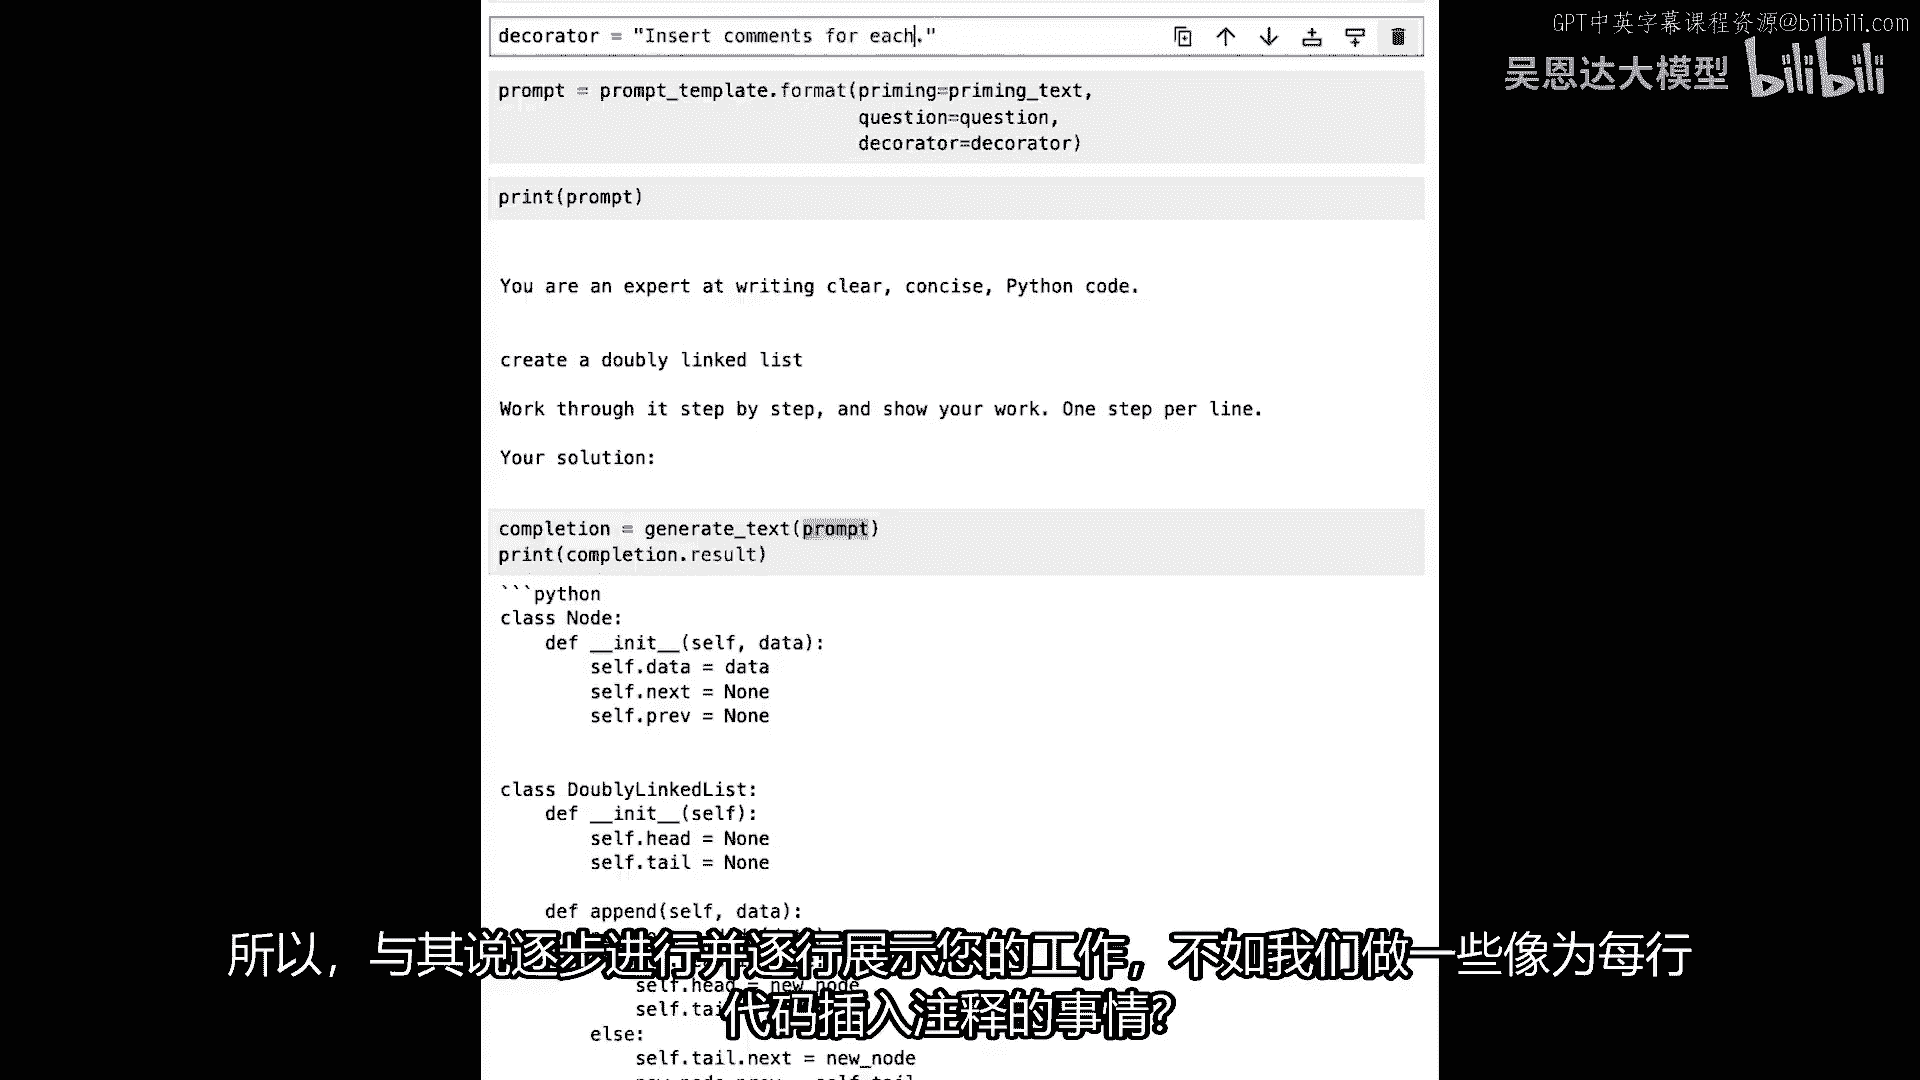 GPT中英字幕课程资源@bilibili.com
吴恩达大模型 bilibili
decorator = "Insert comments for each."
prompt = prompt_template.format(priming=priming_text,
question=question,
decorator=decorator)
print(prompt)
You are an expert at writing clear, concise, Python code.
create a doubly linked list
Work through it step by step, and show your work. One step per line.
Your solution:
completion = generate_text(prompt)
print(completion.result)
```python
class Node:
def __init__(self, data):
self.data = data
self.next = None
self.prev = None
class DoublyLinkedList:
def __init__(self):
self.head = None
self.tail = None
def append(self, data):
所以，与其说逐步进行并逐行展示您的工作，不如我们做一些像为每行
self.head = new_node
代码插入注释的事情？
else:
self.tail.next = new_node